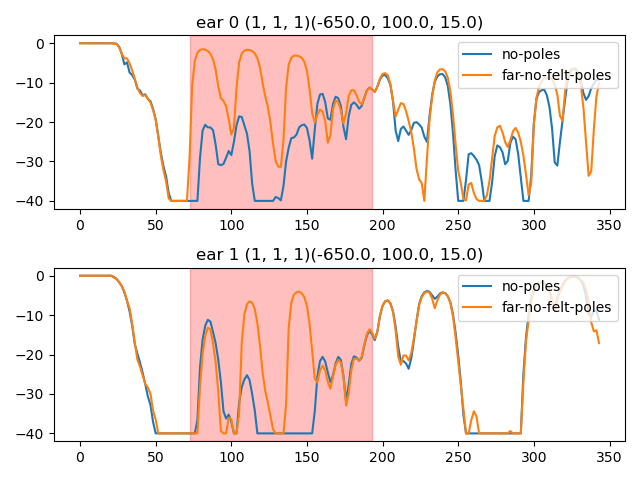 ear 0 (1, 1, 1)(-650.0, 100.0, 15.0)
0
−10
−20
−30
−40
no-poles
far-no-felt-poles
0 50 100 150 200 250 300 350
ear 1 (1, 1, 1)(-650.0, 100.0, 15.0)
0
−10
−20
−30
−40
no-poles
far-no-felt-poles
0 50 100 150 200 250 300 350